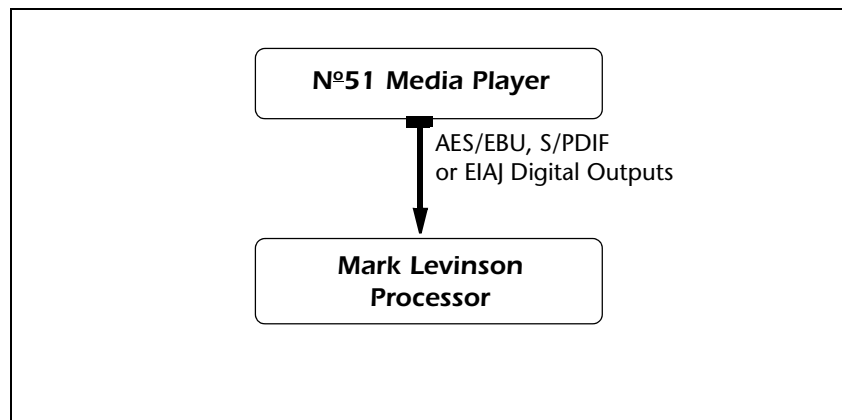 Nº51 Media Player
AES/EBU, S/PDIF
or EIAJ Digital Outputs
Mark Levinson
Processor